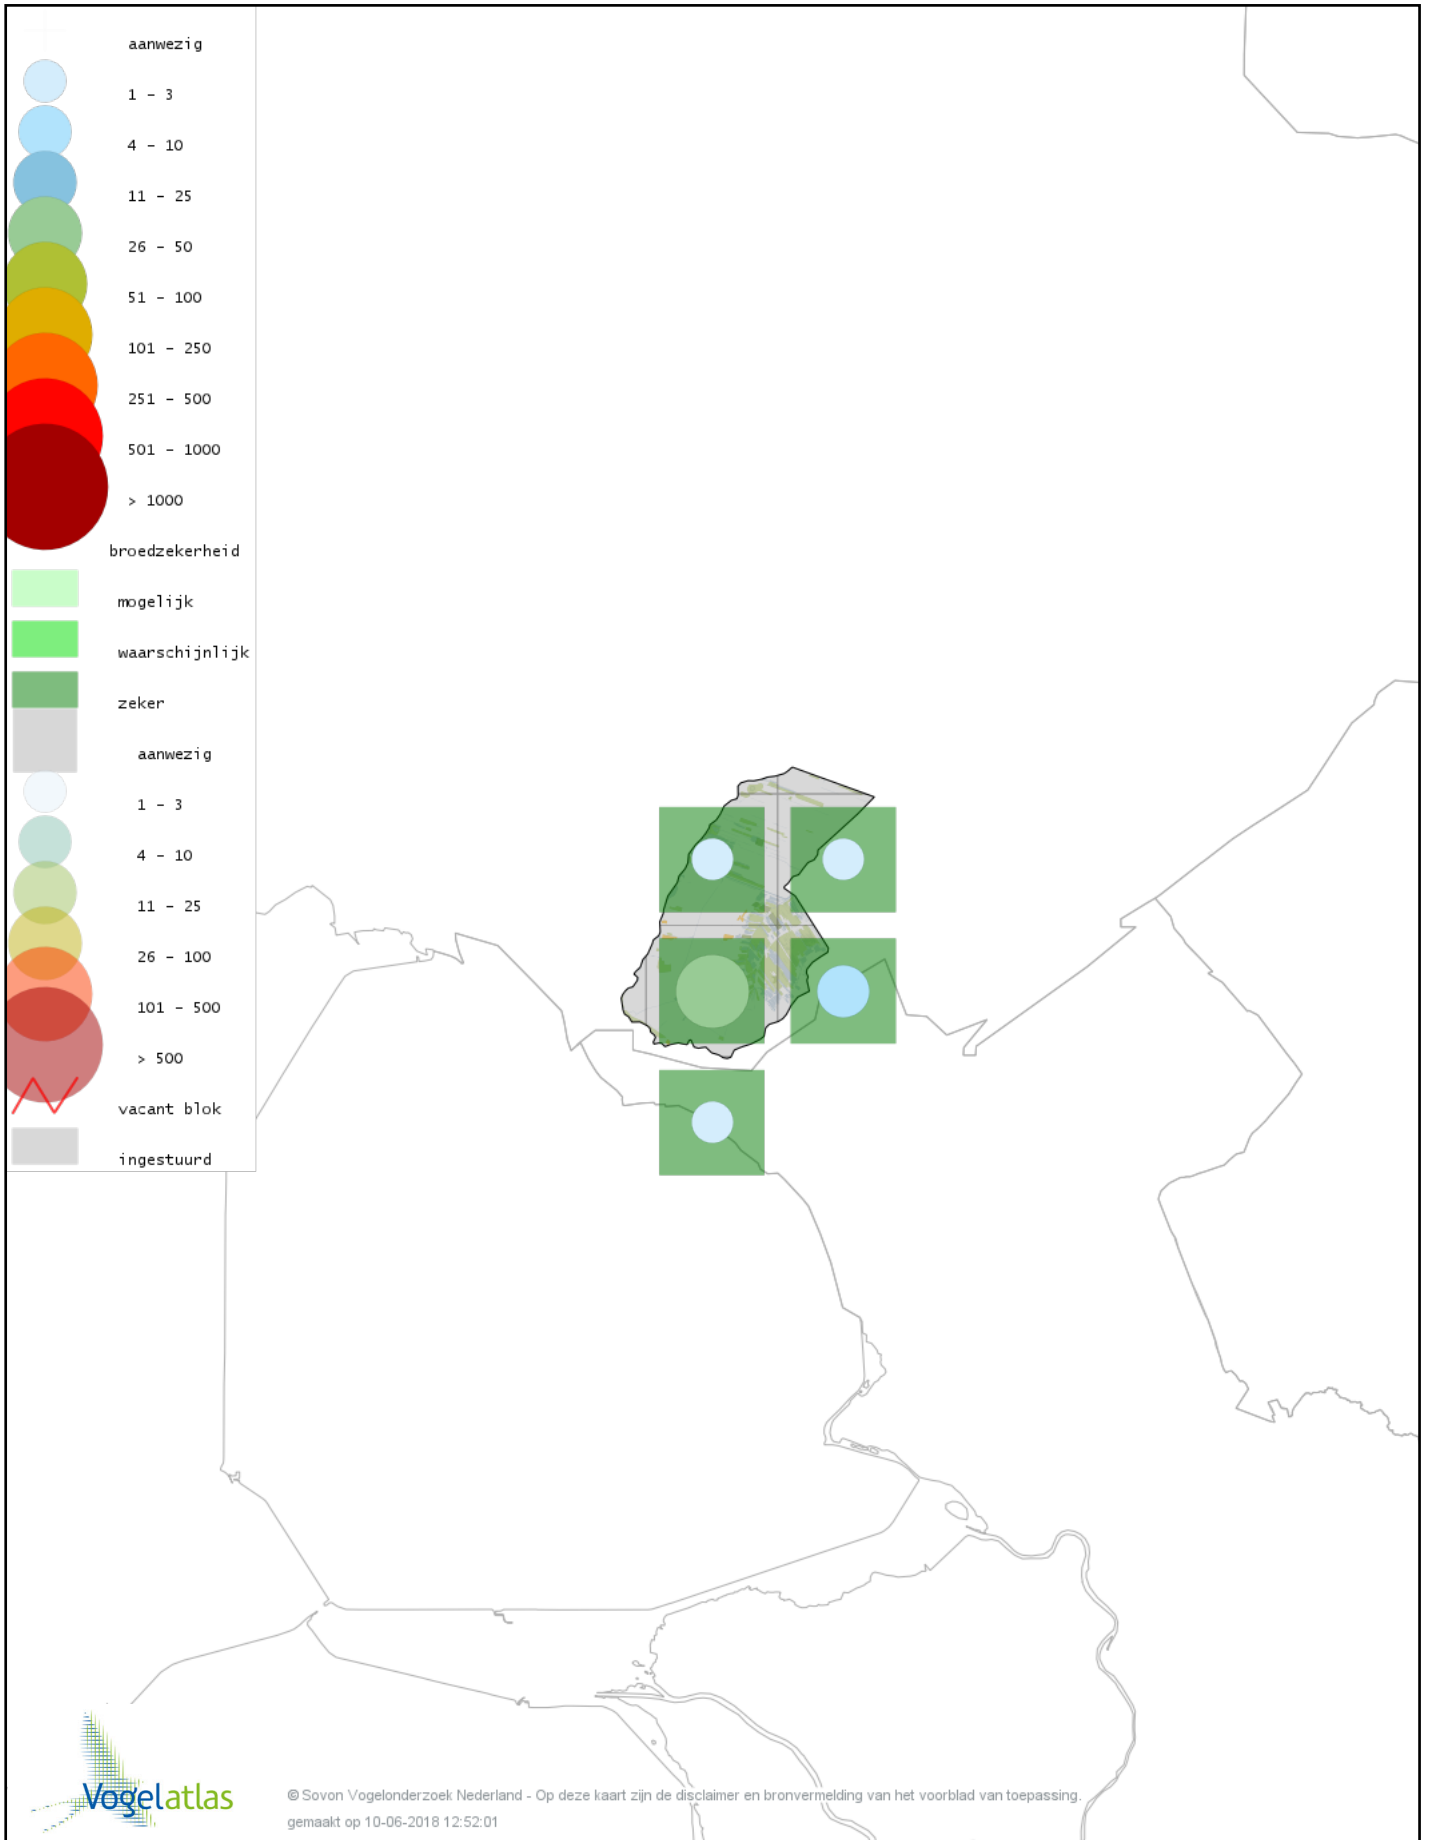 aanwezig
1 – 3
4 – 10
11 – 25
26 – 50
51 – 100
101 – 250
251 – 500
501 – 1000
> 1000
broedzekerheid
mogelijk
waarschijnlijk
zeker
aanwezig
1 – 3
4 – 10
11 – 25
26 – 100
101 – 500
> 500
vacant blok
ingestuurd
Vogelatlas
© Sovon Vogelonderzoek Nederland - Op deze kaart zijn de disclaimer en bronvermelding van het voorblad van toepassing.
gemaakt op 10-06-2018 12:52:01